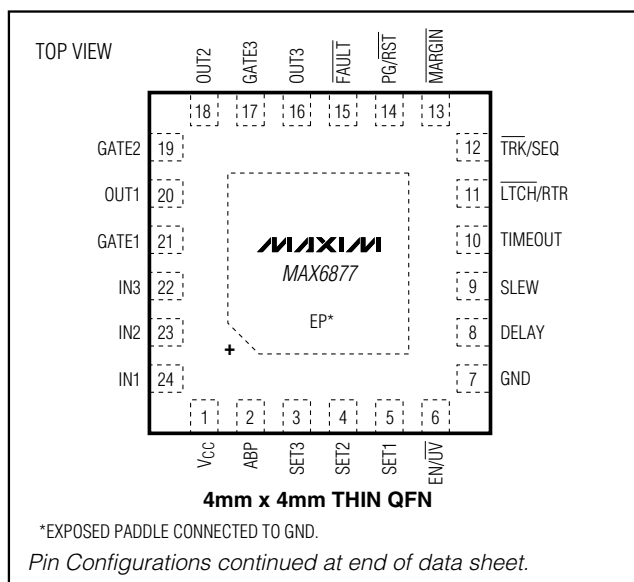 TOP VIEW
OUT2
GATE3
OUT3
FAULT
PG/RST
MARGIN
18
17
16
15
14
13
GATE2 19
12 TRK/SEQ
OUT1 20
11 LTCH/RTR
GATE1 21
10 TIMEOUT
IN3 22
9 SLEW
IN2 23
8 DELAY
IN1 24
7 GND
MAXIM
MAX6877
EP*
+
1
2
3
4
5
6
VCC
ABP
SET3
SET2
SET1
EN/UV
4mm x 4mm THIN QFN
*EXPOSED PADDLE CONNECTED TO GND.
Pin Configurations continued at end of data sheet.